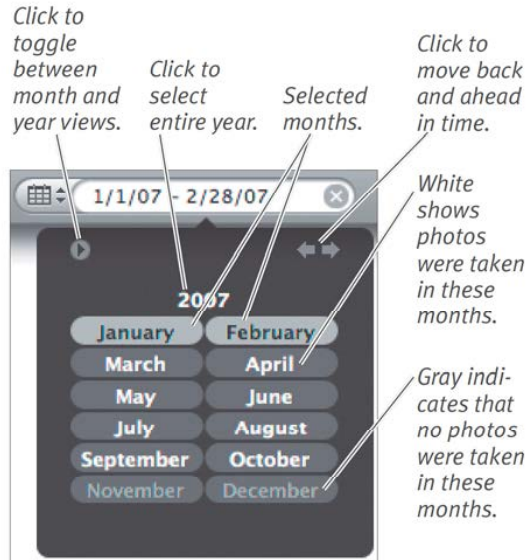 Click to
toggle
between
month and
year views.
Click to
select
entire year.
Selected
months.
Click to
move back
and ahead
in time.
1/1/07 - 2/28/07
White
shows
photos
were taken
in these
months.
2007
January February
March April
May June
July August
September October
November December
Gray indi-
cates that
no photos
were taken
in these
months.